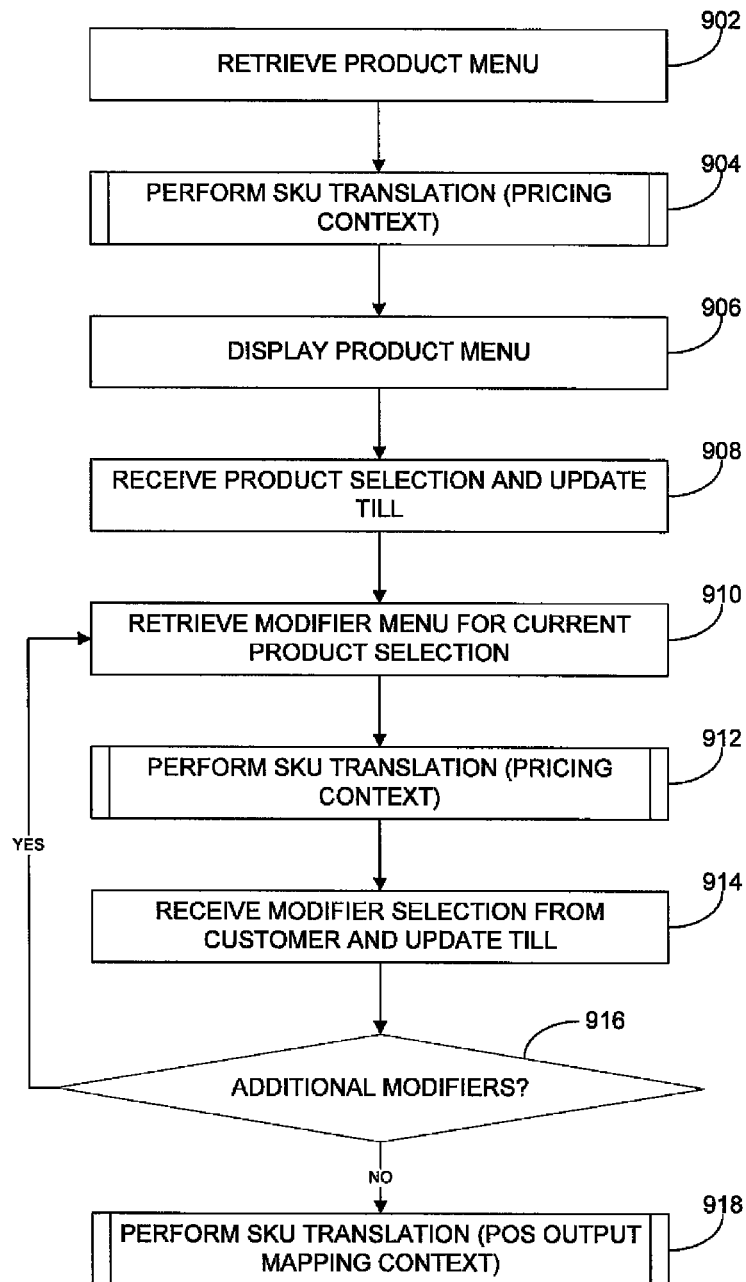 902
RETRIEVE PRODUCT MENU
904
PERFORM SKU TRANSLATION (PRICING
CONTEXT)
906
DISPLAY PRODUCT MENU
908
RECEIVE PRODUCT SELECTION AND UPDATE
TILL
910
RETRIEVE MODIFIER MENU FOR CURRENT
PRODUCT SELECTION
912
PERFORM SKU TRANSLATION (PRICING
CONTEXT)
YES
914
RECEIVE MODIFIER SELECTION FROM
CUSTOMER AND UPDATE TILL
916
ADDITIONAL MODIFIERS?
NO
918
PERFORM SKU TRANSLATION (POS OUTPUT
MAPPING CONTEXT)